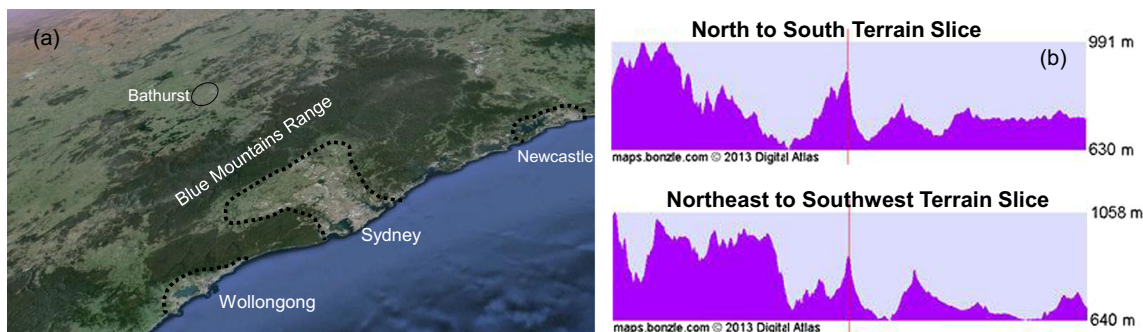 (a)
Bathurst
Blue Mountains Range
Newcastle
Sydney
Wollongong
North to South Terrain Slice
(b)
991 m
630 m
maps.bonzle.com © 2013 Digital Atlas
Northeast to Southwest Terrain Slice
1058 m
640 m
maps.bonzle.com © 2013 Digital Atlas